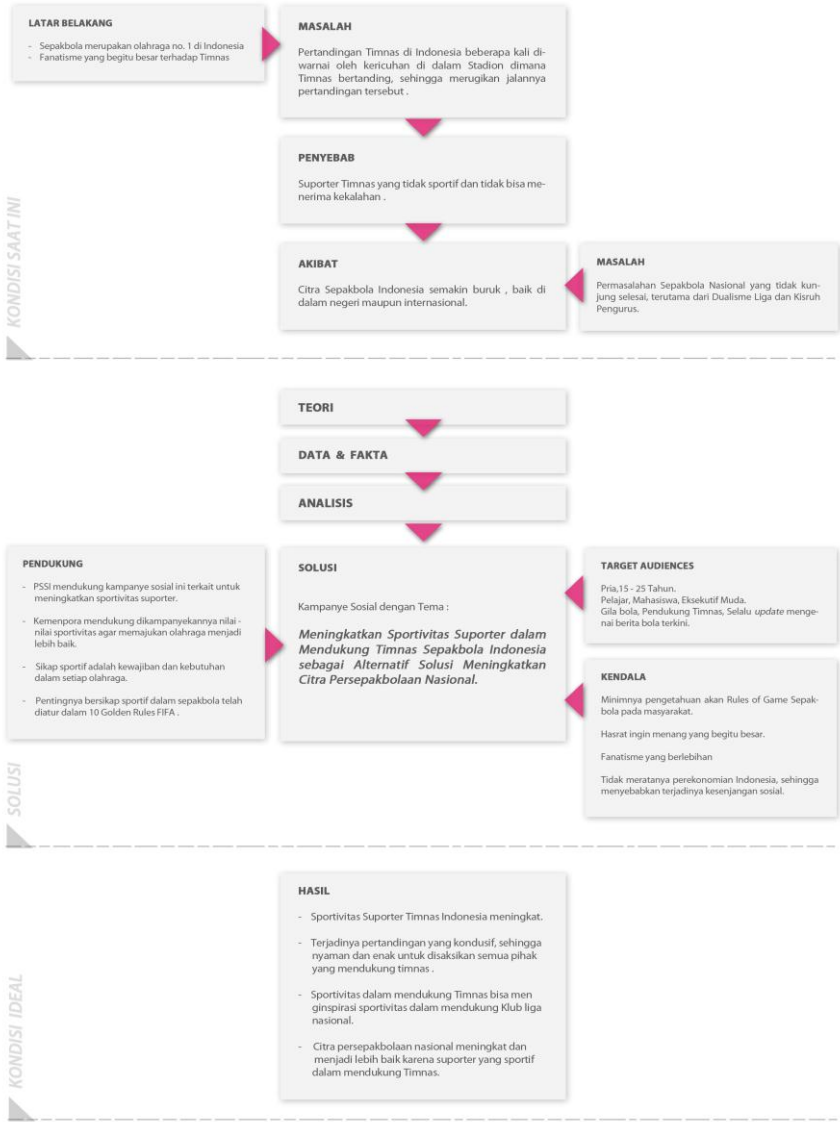 LATAR BELAKANG
- Sepakbola merupakan olahraga no. 1 di Indonesia
- Fanatisme yang begitu besar terhadap Timnas
MASALAH
Pertandingan Timnas di Indonesia beberapa kali di-
warnai oleh kericuhan di dalam Stadion dimana
Timnas bertanding, sehingga merugikan jalannya
pertandingan tersebut .
PENYEBAB
Suporter Timnas yang tidak sportif dan tidak bisa me-
nerima kekalahan .
AKIBAT
Citra Sepakbola Indonesia semakin buruk , baik di
dalam negeri maupun internasional.
MASALAH
Permasalahan Sepakbola Nasional yang tidak kun-
jung selesai, terutama dari Dualisme Liga dan Kisruh
Pengurus.
KONDISI SAAT INI
TEORI
DATA & FAKTA
ANALISIS
PENDUKUNG
- PSSI mendukung kampanye sosial ini terkait untuk
meningkatkan sportivitas suporter.
- Kemenpora mendukung dikampanyekannya nilai -
nilai sportivitas agar memajukan olahraga menjadi
lebih baik.
- Sikap sportif adalah kewajiban dan kebutuhan
dalam setiap olahraga.
- Pentingnya bersikap sportif dalam sepakbola telah
diatur dalam 10 Golden Rules FIFA .
SOLUSI
Kampanye Sosial dengan Tema :
Meningkatkan Sportivitas Suporter dalam
Mendukung Timnas Sepakbola Indonesia
sebagai Alternatif Solusi Meningkatkan
Citra Persepakbolaan Nasional.
TARGET AUDIENCES
Pria,15 - 25 Tahun.
Pelajar, Mahasiswa, Eksekutif Muda.
Gila bola, Pendukung Timnas, Selalu update menge-
nai berita bola terkini.
KENDALA
Minimnya pengetahuan akan Rules of Game Sepak-
bola pada masyarakat.
Hasrat ingin menang yang begitu besar.
Fanatisme yang berlebihan
Tidak meratanya perekonomian Indonesia, sehingga
menyebabkan terjadinya kesenjangan sosial.
SOLUSI
HASIL
- Sportivitas Suporter Timnas Indonesia meningkat.
- Terjadinya pertandingan yang kondusif, sehingga
nyaman dan enak untuk disaksikan semua pihak
yang mendukung timnas .
- Sportivitas dalam mendukung Timnas bisa men
ginspirasi sportivitas dalam mendukung Klub liga
nasional.
- Citra persepakbolaan nasional meningkat dan
menjadi lebih baik karena suporter yang sportif
dalam mendukung Timnas.
KONDISI IDEAL